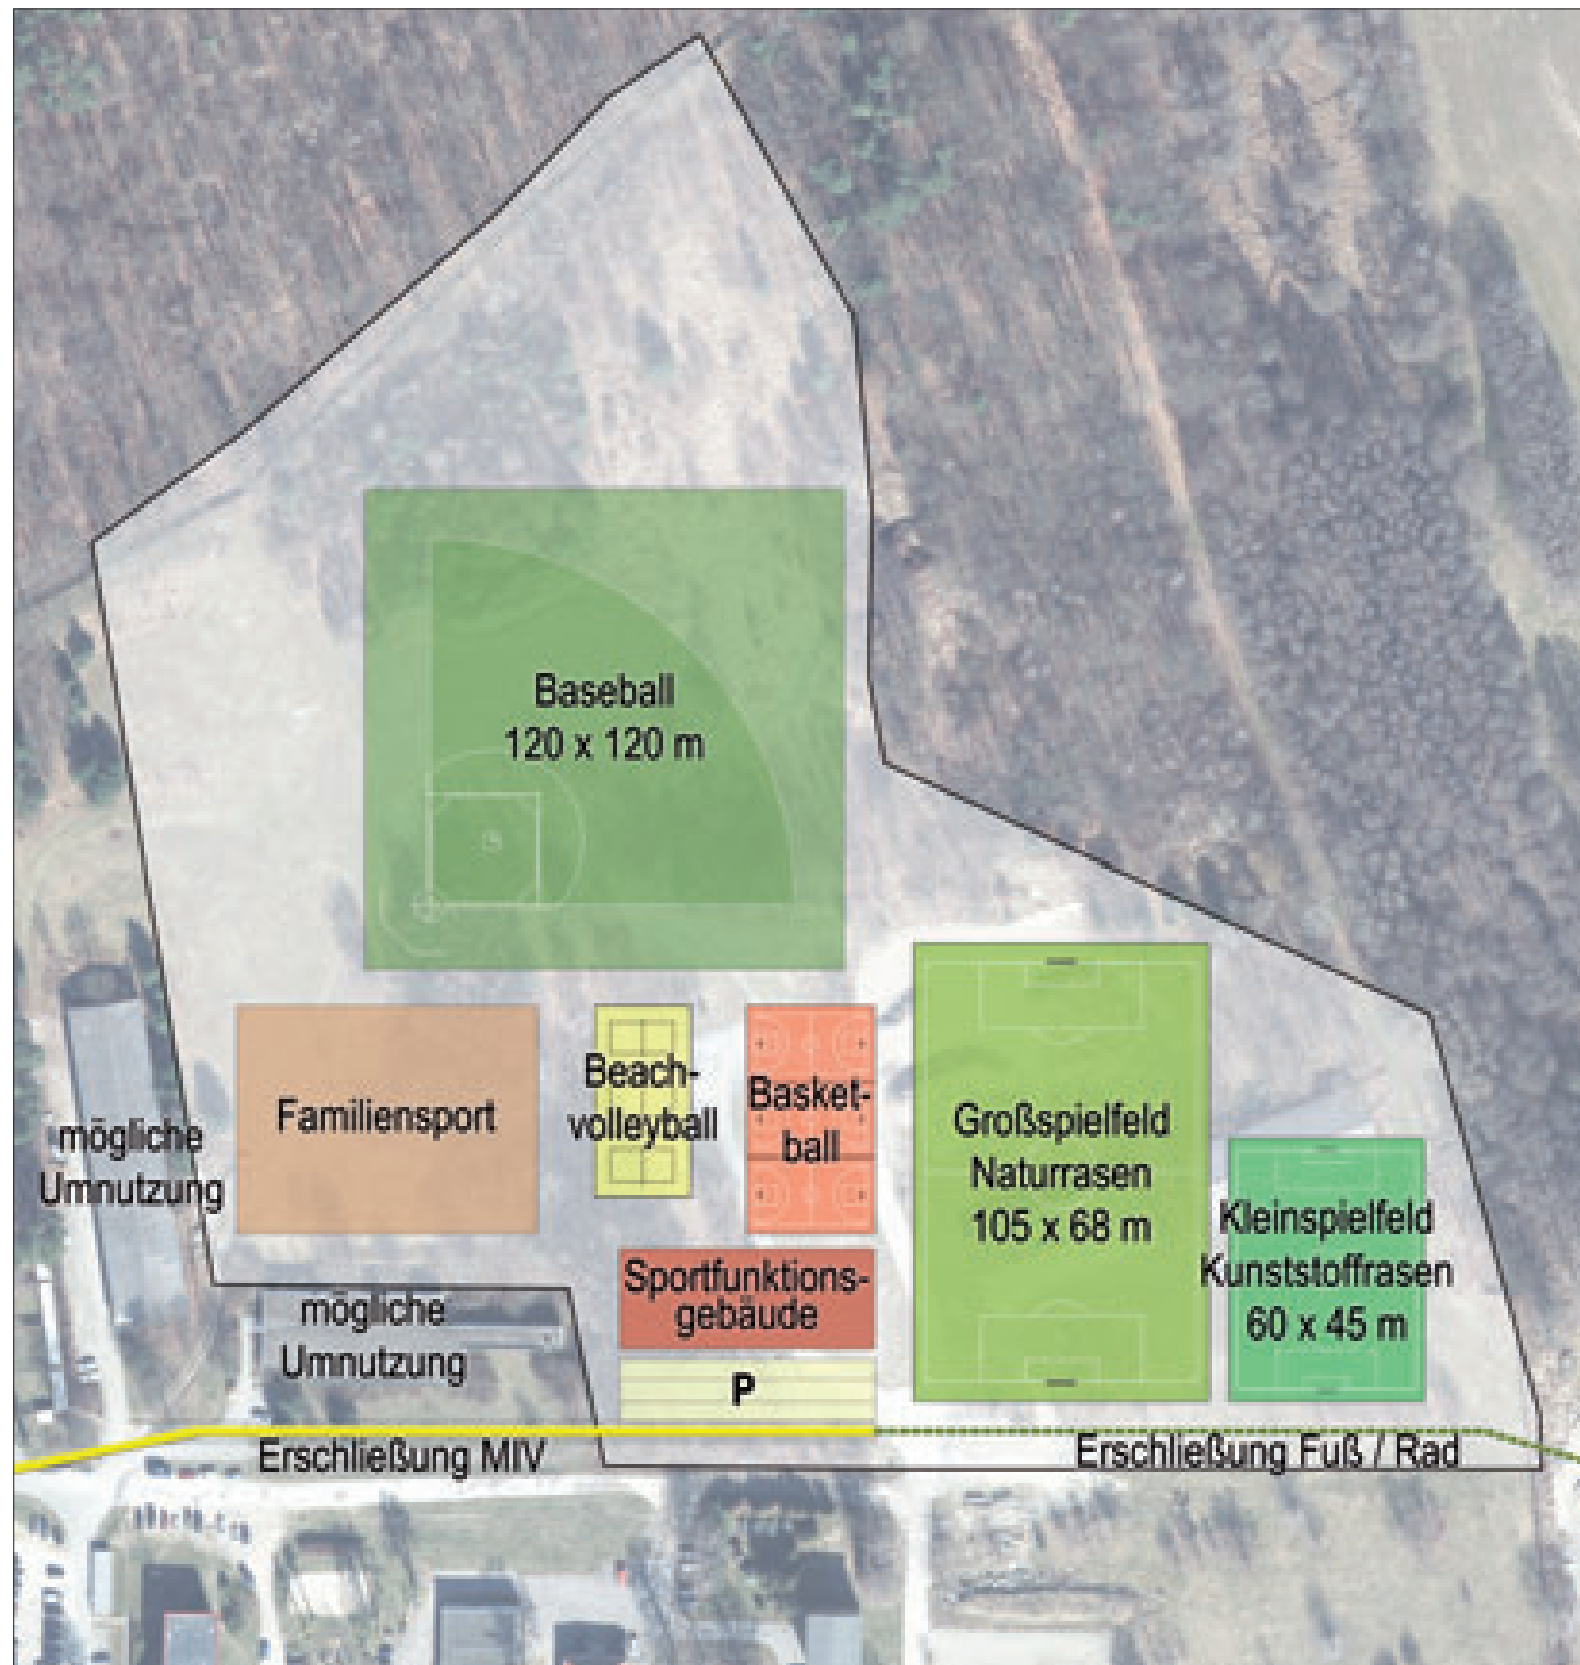 Baseball
120 x 120 m
Familiensport
Beach-
volleyball
Basket-
ball
Großspielfeld
Naturrasen
105 x 68 m
Kleinspielfeld
Kunststoffrasen
60 x 45 m
mögliche
Umnutzung
Sportfunktions-
gebäude
mögliche
Umnutzung
P
Erschließung MIV
Erschließung Fuß / Rad